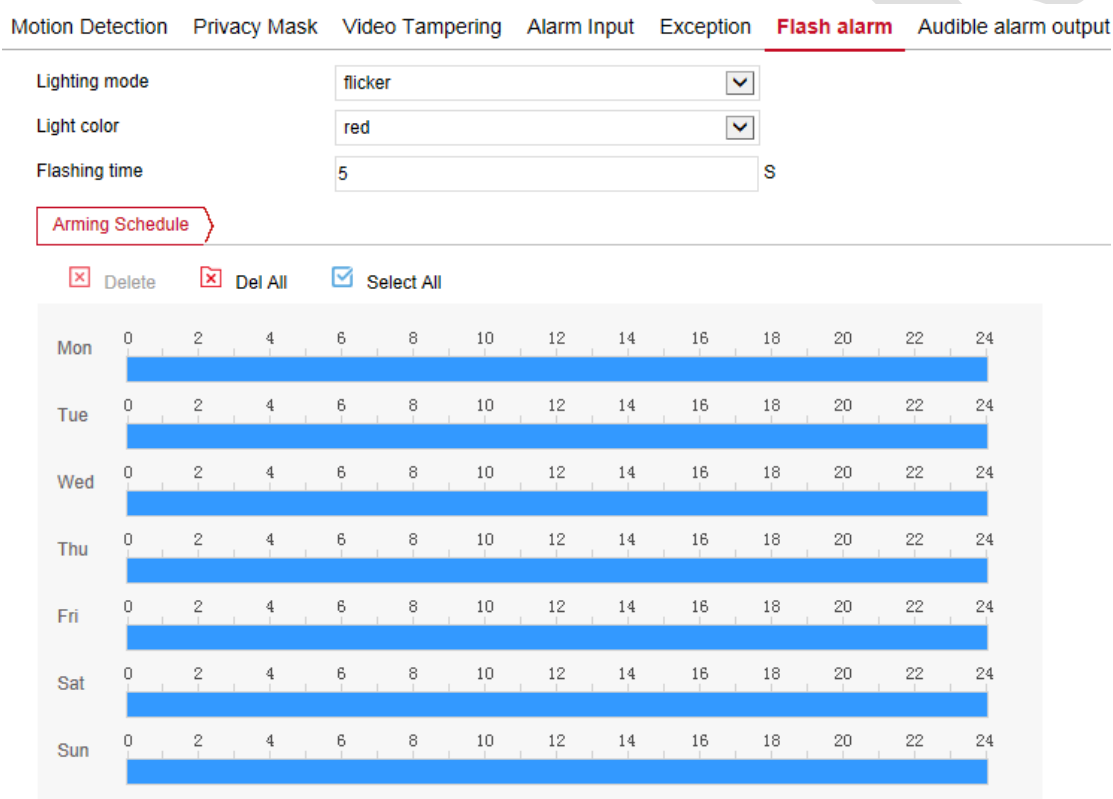 Motion Detection Privacy Mask Video Tampering Alarm Input Exception Flash alarm Audible alarm output
Lighting mode flicker
Light color red
Flashing time 5 S
Arming Schedule
Delete Del All Select All
Mon 0 2 4 6 8 10 12 14 16 18 20 22 24
Tue 0 2 4 6 8 10 12 14 16 18 20 22 24
Wed 0 2 4 6 8 10 12 14 16 18 20 22 24
Thu 0 2 4 6 8 10 12 14 16 18 20 22 24
Fri 0 2 4 6 8 10 12 14 16 18 20 22 24
Sat 0 2 4 6 8 10 12 14 16 18 20 22 24
Sun 0 2 4 6 8 10 12 14 16 18 20 22 24